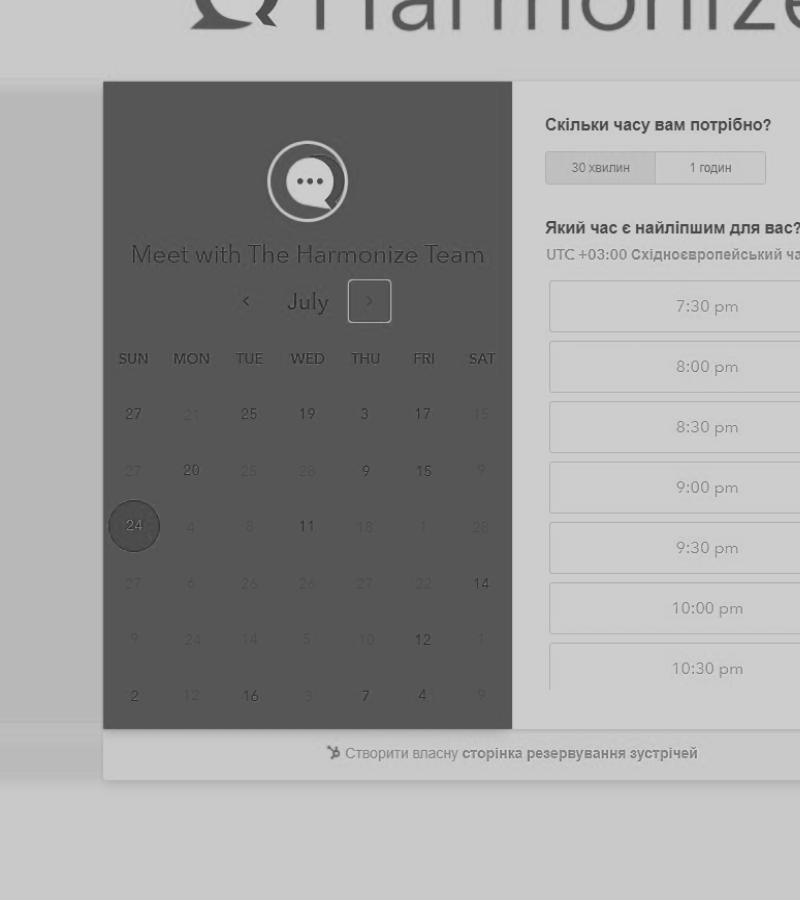 Harmonize
Meet with The Harmonize Team
July
SUN MON TUE WED THU FRI SAT
27 21 25 19 3 17 15
27 20 25 28 9 15 9
24 4 8 11 18 1 28
27 6 26 26 27 22 14
9 24 14 5 10 12 1
2 12 16 3 7 4 9
Скільки часу вам потрібно?
30 хвилин 1 годин
Який час є найліпшим для вас?
UTC +03:00 Східноєвропейський ча
7:30 pm
8:00 pm
8:30 pm
9:00 pm
9:30 pm
10:00 pm
10:30 pm
Створити власну сторінка резервування зустрічей